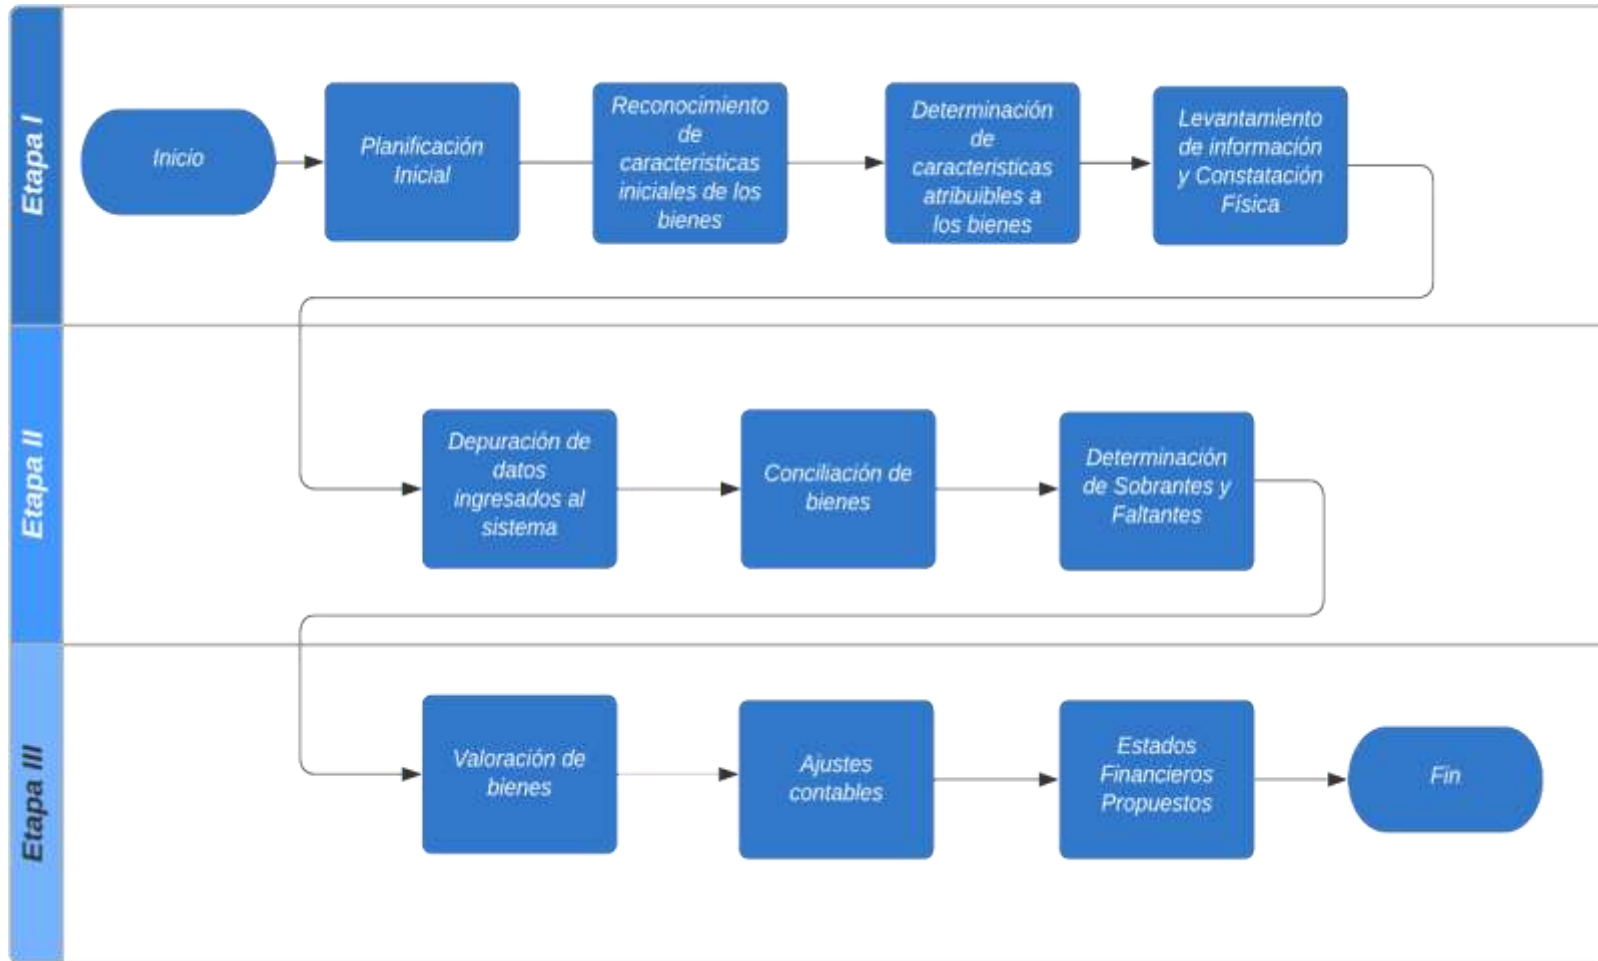 Etapa I
Inicio
Planificación
Inicial
Reconocimiento
de
caracteristicas
iniciales de los
bienes
Determinación
de
caracteristicas
atribuibles a
los bienes
Levantamiento
de información
y Constatación
Física
Etapa II
Depuración de
datos
ingresados al
sistema
Conciliación de
bienes
Determinación
de Sobrantes y
Faltantes
Etapa III
Valoración de
bienes
Ajustes
contables
Estados
Financieros
Propuestos
Fin